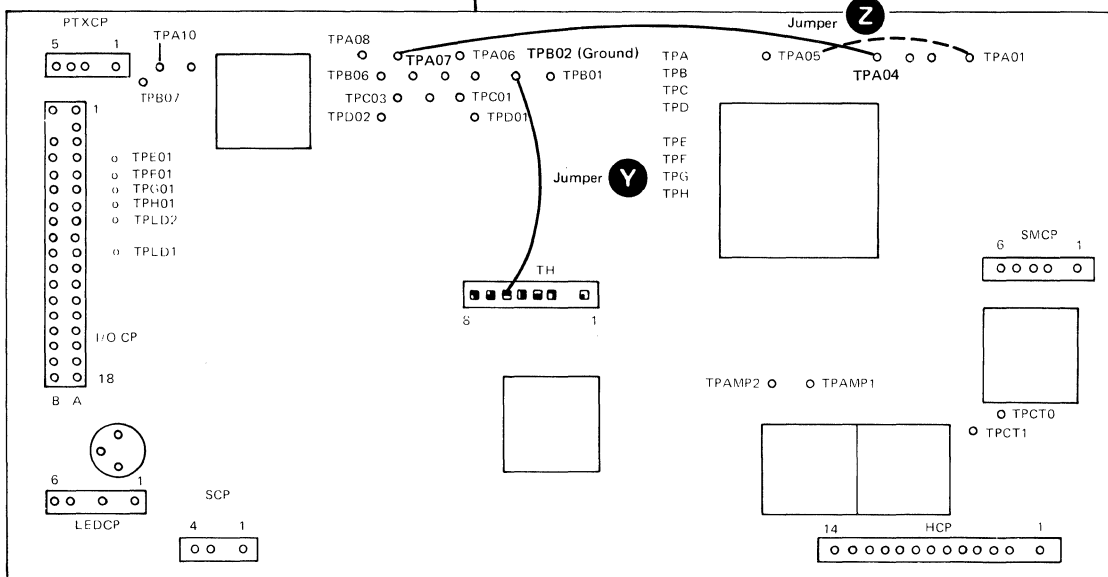 PTXCP
5 1
TPA10
TPB07
TPA08
TPA07
TPA06
TPB02 (Ground)
TPB06
TPB01
TPC03
TPC01
TPD02
TPD01
Jumper Z
TPA
TPB
TPC
TPD
TPE
TPF
TPG
TPH
TPA05
TPA04
TPA01
Jumper Y
1
TPE01
TPF01
TPG01
TPH01
TPLD2
TPLD1
I/O CP
18
B A
TH
8 1
SMCP
6 1
TPAMP2
TPAMP1
TPCT0
TPCT1
6 1
LEDCP
SCP
4 1
14 HCP 1